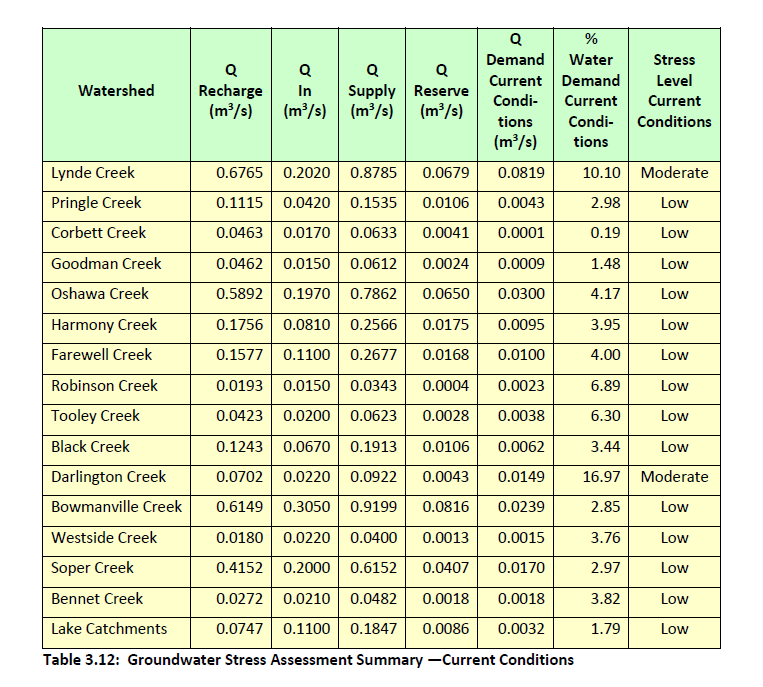 Watershed Q Recharge (m³/s) Q In (m³/s) Q Supply (m³/s) Q Reserve (m³/s) Q Demand Current Condi- tions (m³/s) % Water Demand Current Condi- tions Stress Level Current Conditions
Lynde Creek 0.6765 0.2020 0.8785 0.0679 0.0819 10.10 Moderate
Pringle Creek 0.1115 0.0420 0.1535 0.0106 0.0043 2.98 Low
Corbett Creek 0.0463 0.0170 0.0633 0.0041 0.0001 0.19 Low
Goodman Creek 0.0462 0.0150 0.0612 0.0024 0.0009 1.48 Low
Oshawa Creek 0.5892 0.1970 0.7862 0.0650 0.0300 4.17 Low
Harmony Creek 0.1756 0.0810 0.2566 0.0175 0.0095 3.95 Low
Farewell Creek 0.1577 0.1100 0.2677 0.0168 0.0100 4.00 Low
Robinson Creek 0.0193 0.0150 0.0343 0.0004 0.0023 6.89 Low
Tooley Creek 0.0423 0.0200 0.0623 0.0028 0.0038 6.30 Low
Black Creek 0.1243 0.0670 0.1913 0.0106 0.0062 3.44 Low
Darlington Creek 0.0702 0.0220 0.0922 0.0043 0.0149 16.97 Moderate
Bowmanville Creek 0.6149 0.3050 0.9199 0.0816 0.0239 2.85 Low
Westside Creek 0.0180 0.0220 0.0400 0.0013 0.0015 3.76 Low
Soper Creek 0.4152 0.2000 0.6152 0.0407 0.0170 2.97 Low
Bennet Creek 0.0272 0.0210 0.0482 0.0018 0.0018 3.82 Low
Lake Catchments 0.0747 0.1100 0.1847 0.0086 0.0032 1.79 Low
Table 3.12: Groundwater Stress Assessment Summary —Current Conditions